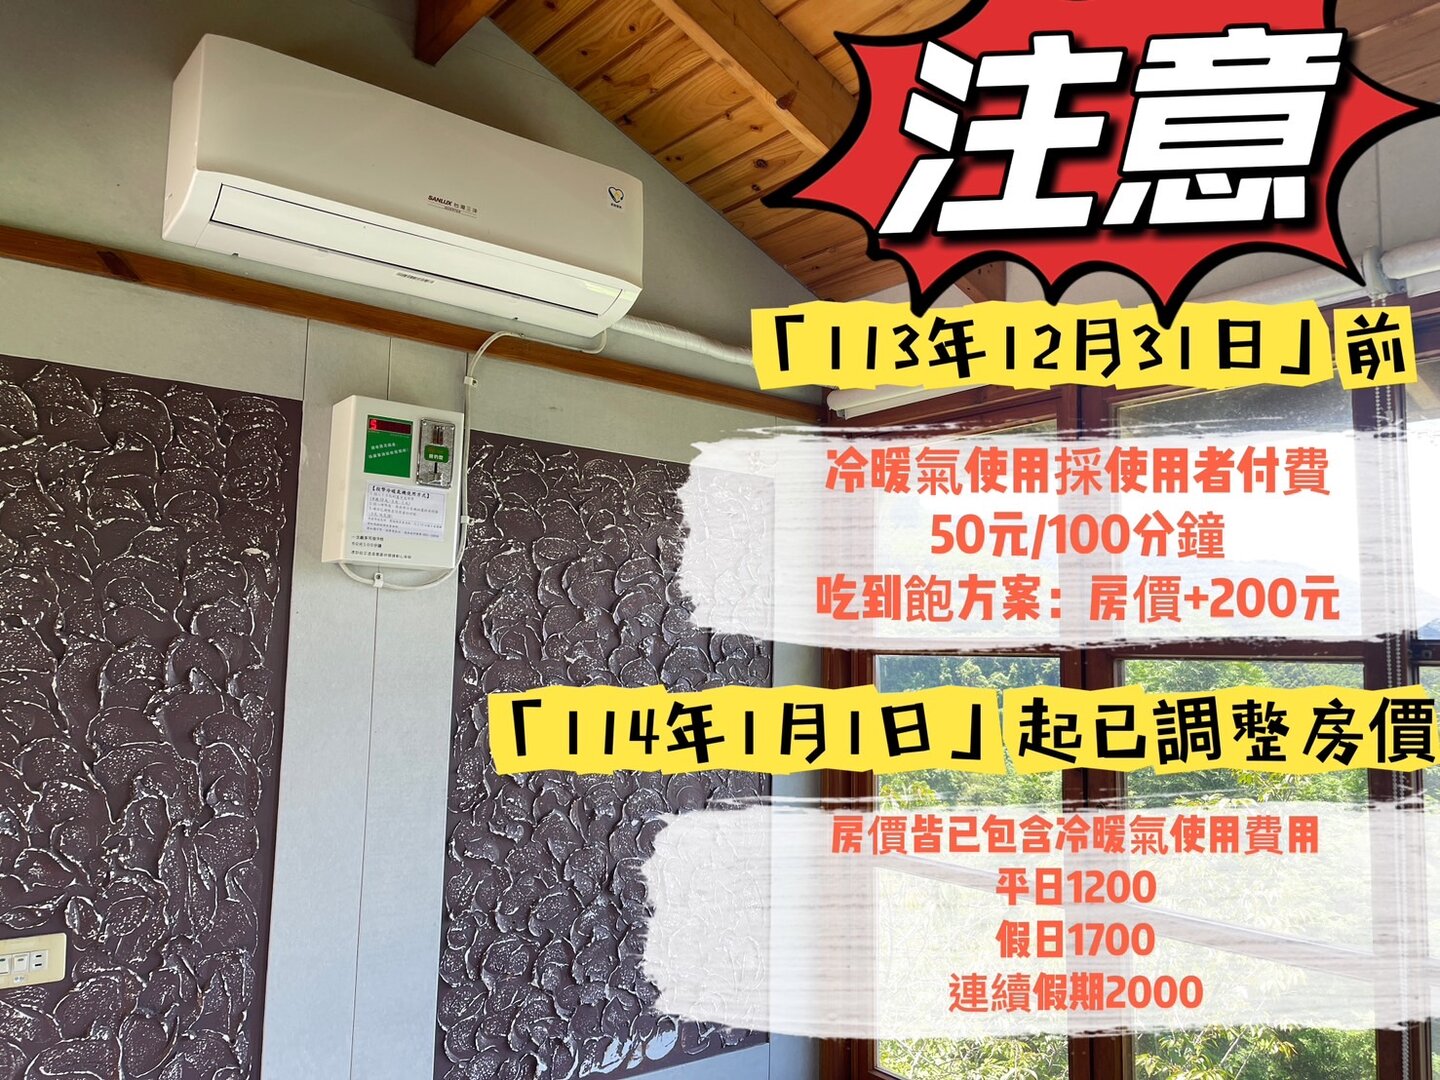 注意
「113年12月31日」前
冷暖氣使用採使用者付費
50元/100分鐘
吃到飽方案：房價+200元
「114年1月1日」起已調整房價
房價皆已包含冷暖氣使用費用
平日1200
假日1700
連續假期2000
SANLUX 台灣三洋
INVERTER